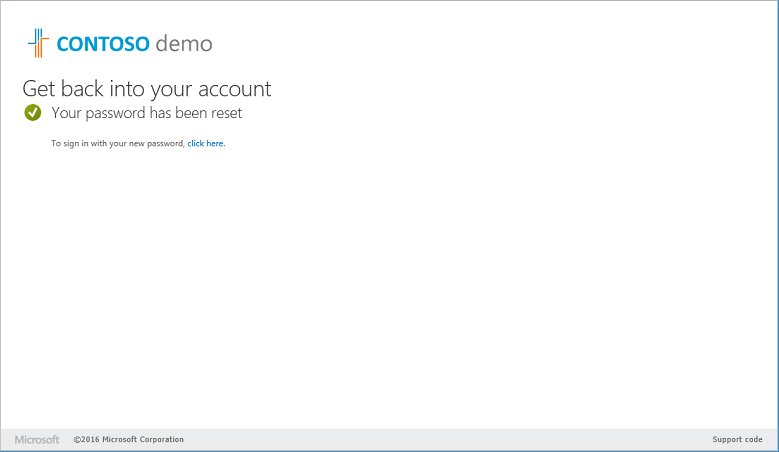 CONTOSO demo
Get back into your account
Your password has been reset
To sign in with your new password, click here.
Microsoft ©2016 Microsoft Corporation Support code